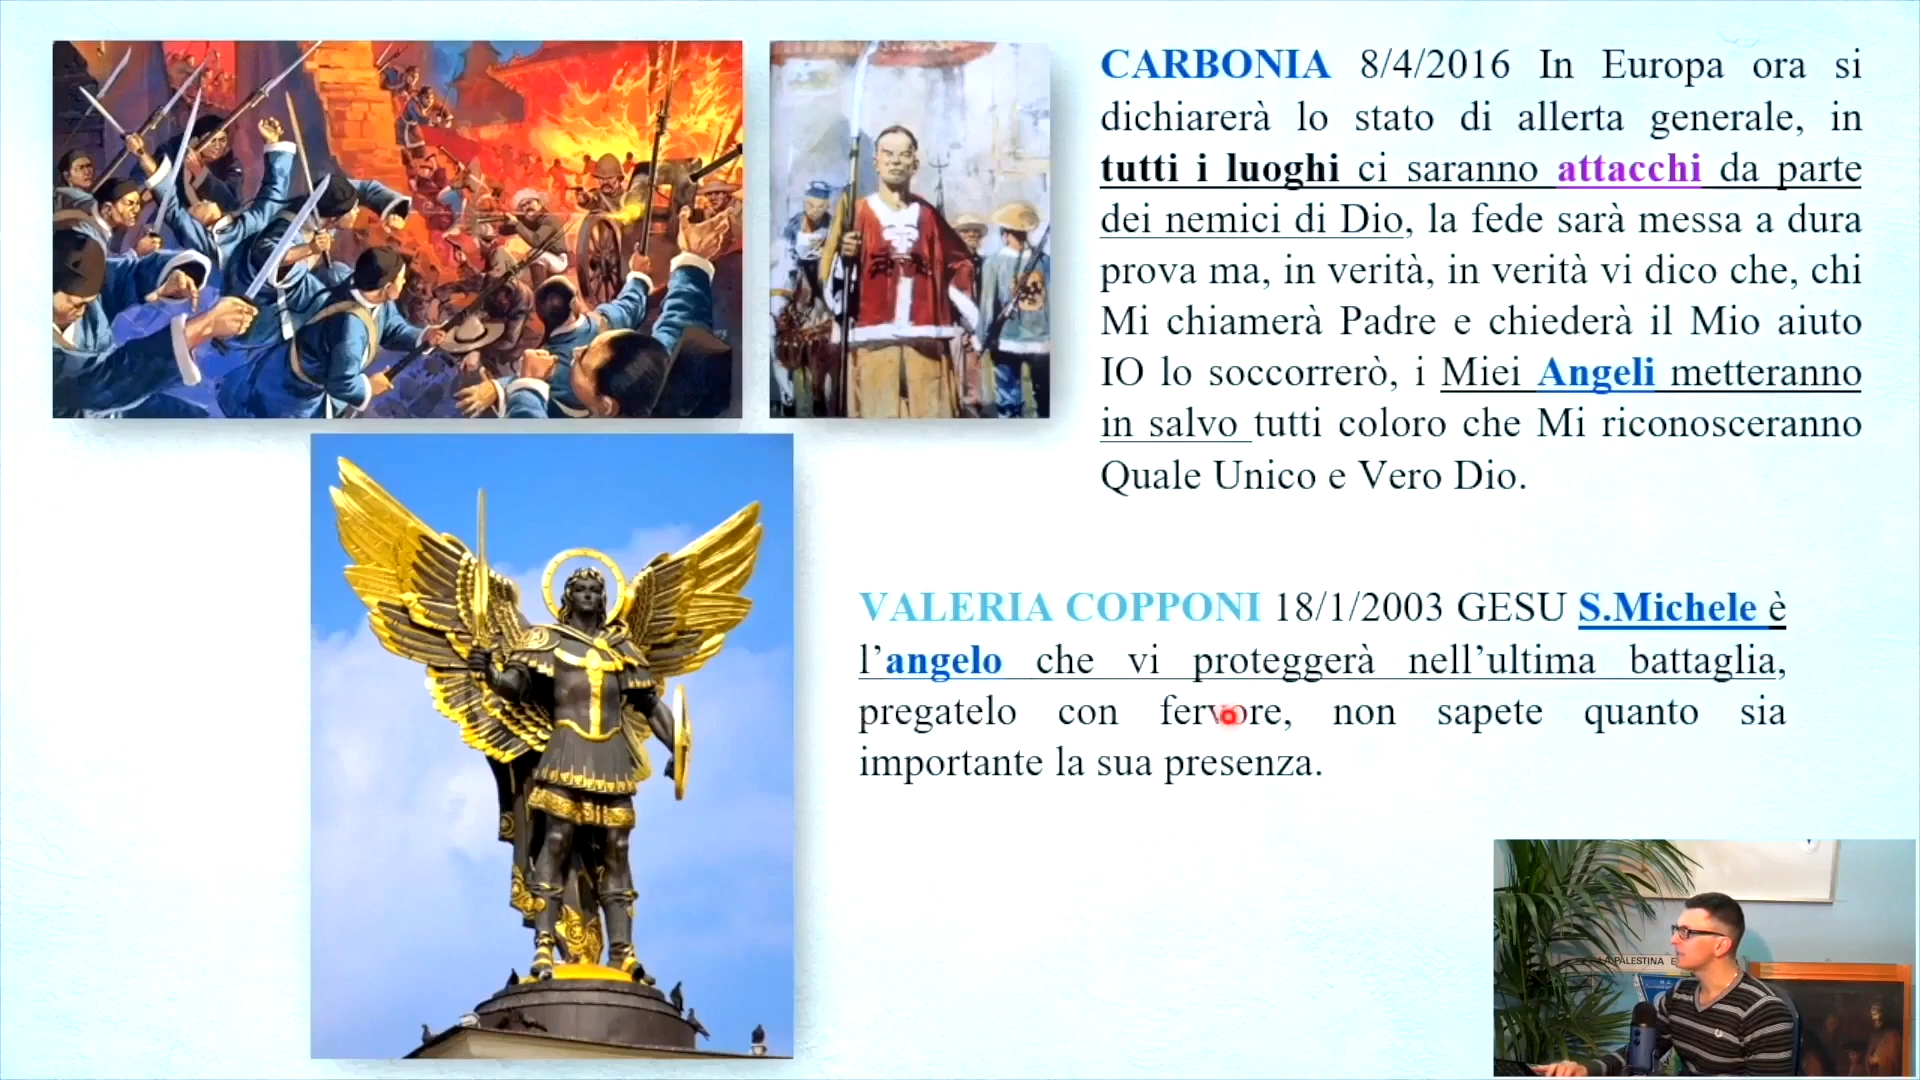 CARBONIA 8/4/2016 In Europa ora si
dichiarerà lo stato di allerta generale, in
tutti i luoghi ci saranno attacchi da parte
dei nemici di Dio, la fede sarà messa a dura
prova ma, in verità, in verità vi dico che, chi
Mi chiamerà Padre e chiederà il Mio aiuto
IO lo soccorrerò, i Miei Angeli metteranno
in salvo tutti coloro che Mi riconosceranno
Quale Unico e Vero Dio.
VALERIA COPPONI 18/1/2003 GESU S.Michele è
l’angelo che vi proteggerà nell’ultima battaglia,
pregatelo con fervore, non sapete quanto sia
importante la sua presenza.
LA PALESTINA E